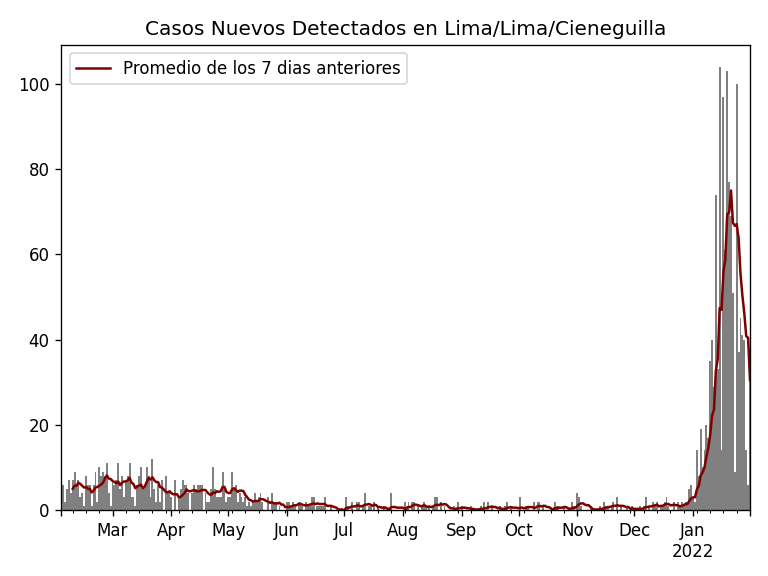 Casos Nuevos Detectados en Lima/Lima/Cieneguilla
Promedio de los 7 dias anteriores
100
80
60
40
20
0
Mar Apr May Jun Jul Aug Sep Oct Nov Dec Jan
2022